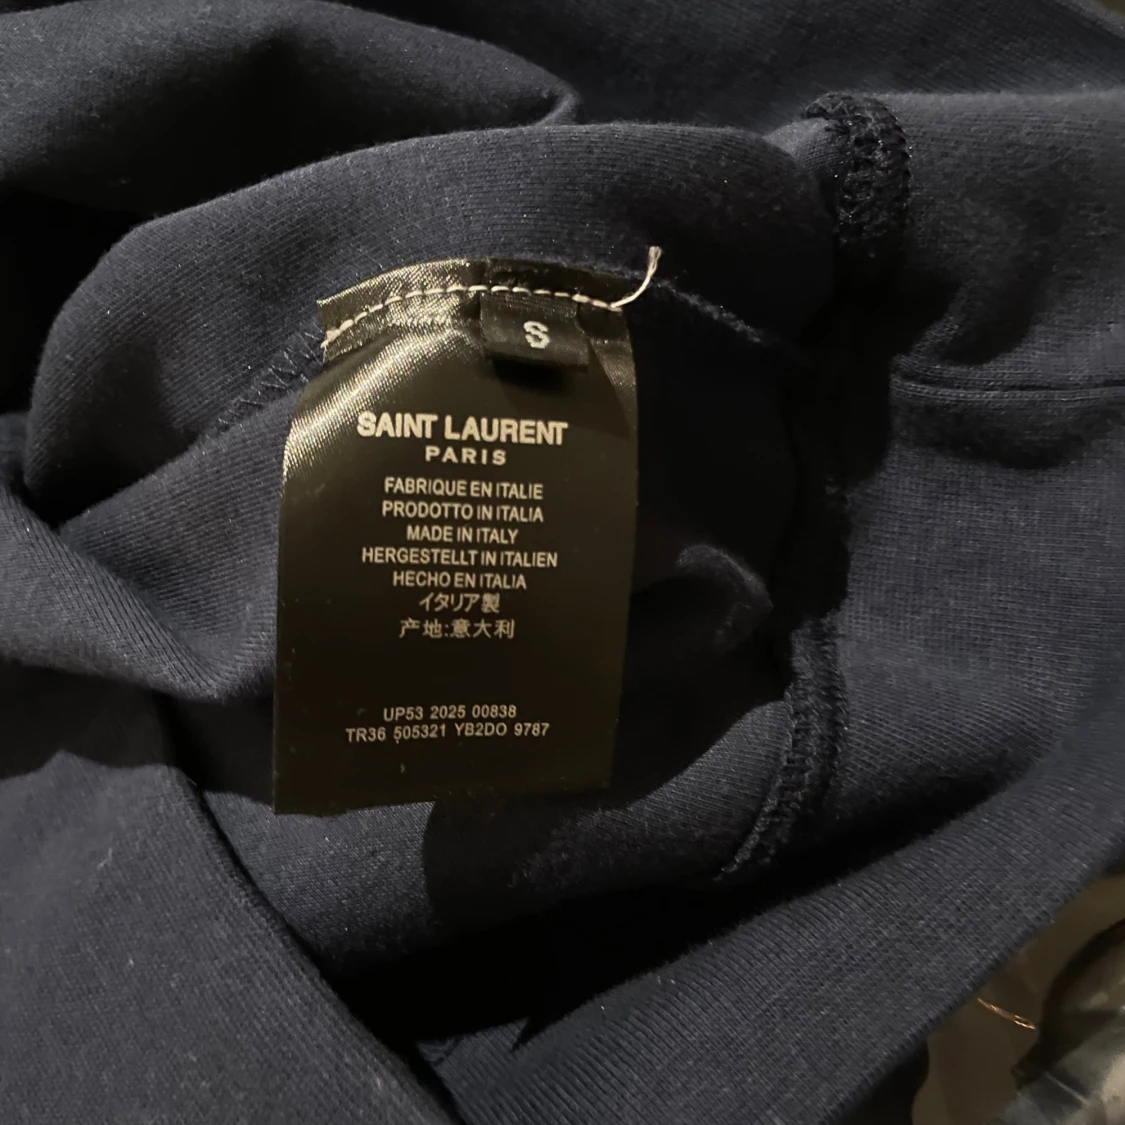 S
SAINT LAURENT
PARIS
FABRIQUE EN ITALIE
PRODOTTO IN ITALIA
MADE IN ITALY
HERGESTELLT IN ITALIEN
HECHO EN ITALIA
イタリア製
产地:意大利
UP53 2025 00838
TR36 505321 YB2DO 9787